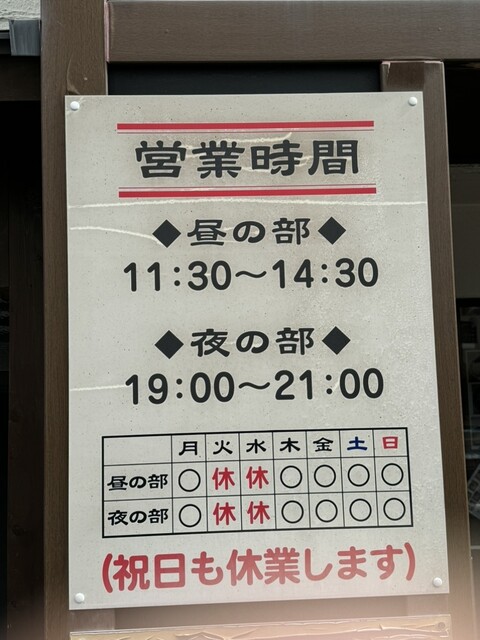 営業時間
◆昼の部◆
11:30～14:30
◆夜の部◆
19:00～21:00
月 火 水 木 金 土 日
昼の部 ○ 休 休 ○ ○ ○ ○
夜の部 ○ 休 休 ○ ○ ○ ○
(祝日も休業します)